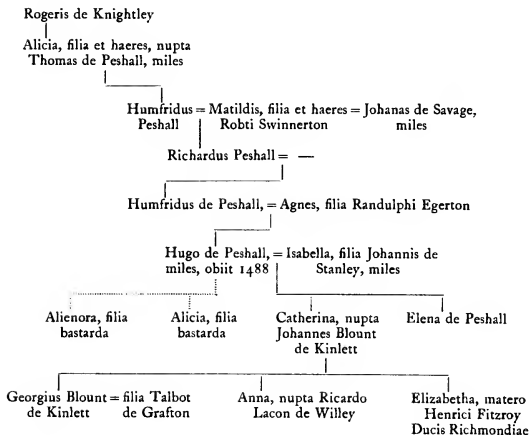 Rogeris de Knightley
Alicia, filia et haeres, nupta
Thomas de Peshall, miles
Humfridus = Matildis, filia et haeres = Johanas de Savage,
Peshall Robti Swinnerton miles
Richardus Peshall = —
Humfridus de Peshall, = Agnes, filia Randulphi Egerton
Hugo de Peshall, = Isabella, filia Johannis de
miles, obiit 1488 Stanley, miles
Alienora, filia Alicia, filia Catherina, nupta Elena de Peshall
bastarda bastarda Johannes Blount
de Kinlett
Georgius Blount = filia Talbot Anna, nupta Ricardo Elizabetha, matero
de Kinlett de Grafton Lacon de Willey Henrici Fitzroy
Ducis Richmondiae